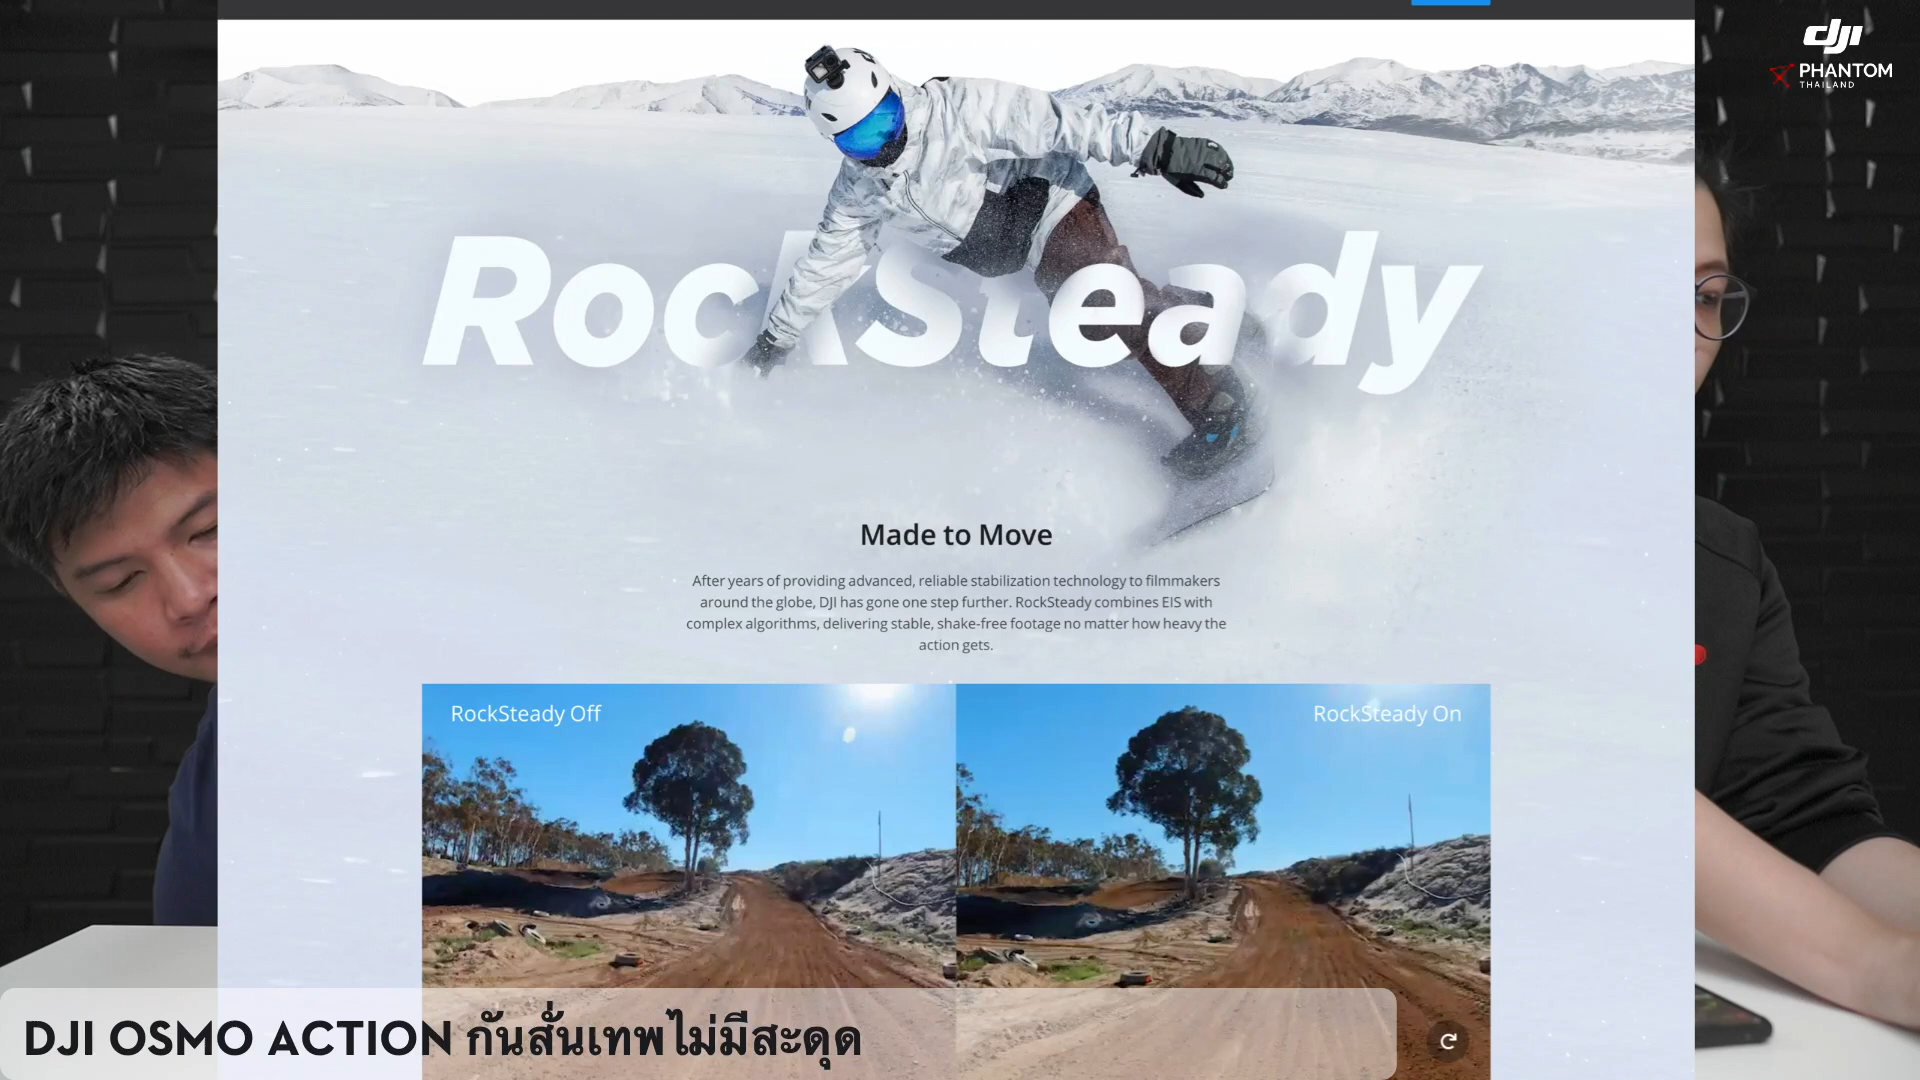 dji
PHANTOM
THAILAND
RockSteady
Made to Move
After years of providing advanced, reliable stabilization technology to filmmakers
around the globe, DJI has gone one step further. RockSteady combines EIS with
complex algorithms, delivering stable, shake-free footage no matter how heavy the
action gets.
RockSteady Off
RockSteady On
DJI OSMO ACTION กันสั่นเทพไม่มีสะดุด